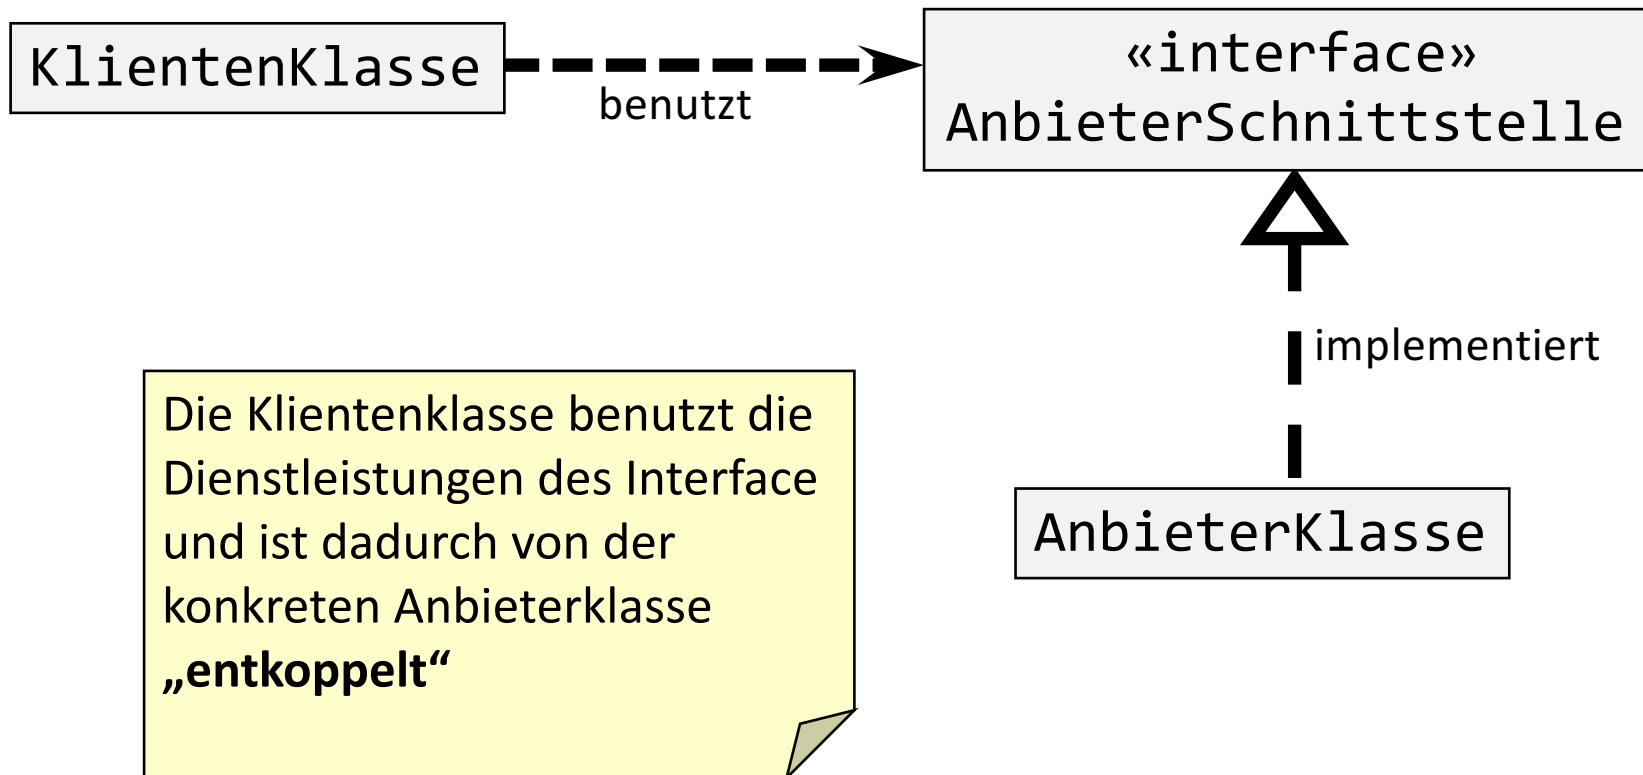 KlientenKlasse
benutzt
«interface»
AnbieterSchnittstelle
implementiert
AnbieterKlasse
Die Klientenklasse benutzt die
Dienstleistungen des Interface
und ist dadurch von der
konkreten Anbieterklasse
„entkoppelt“